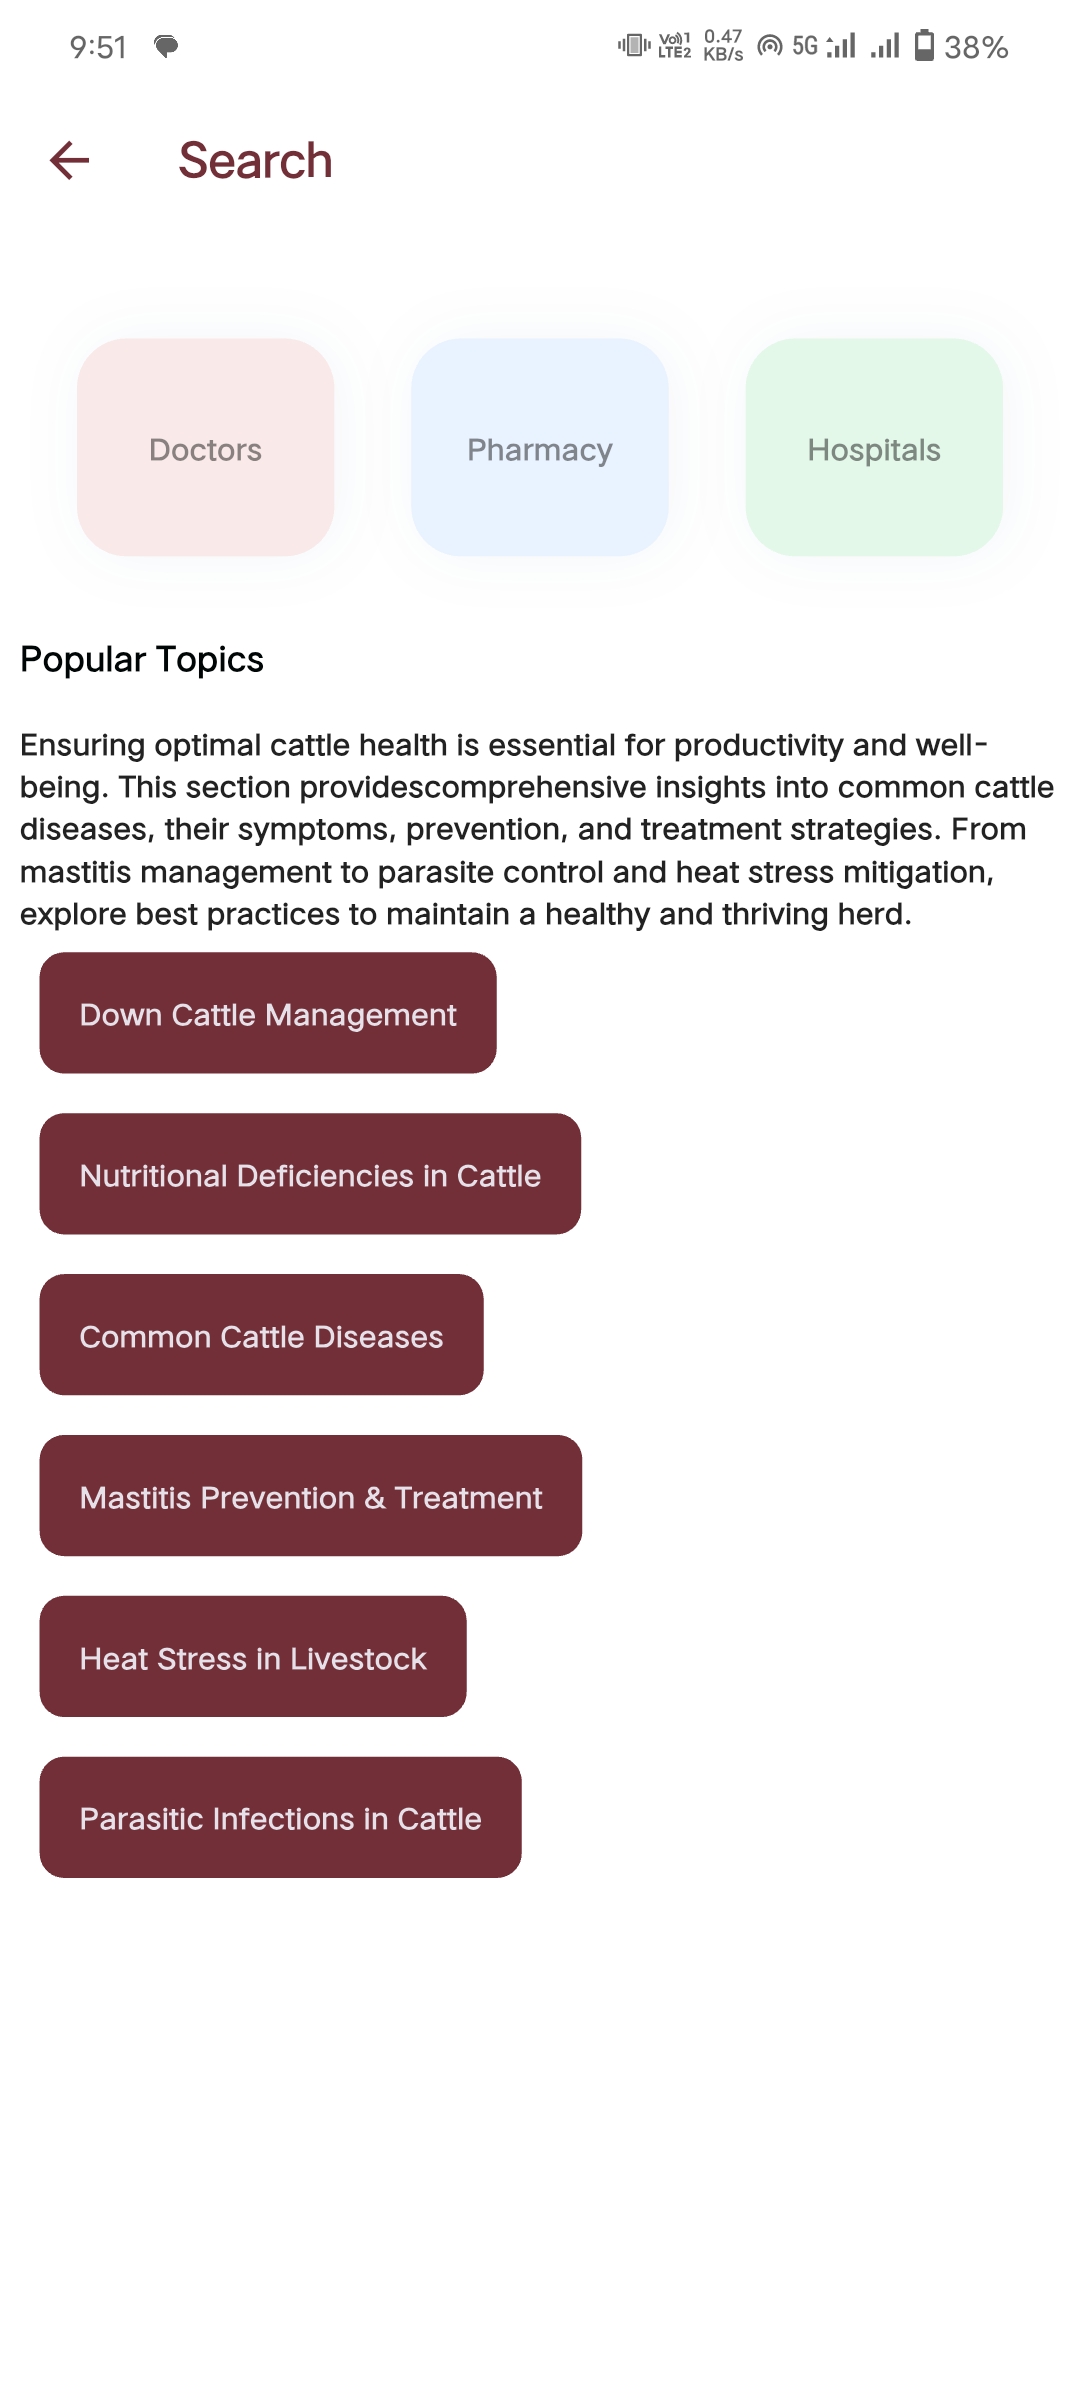 9:51
Vo)) 1
LTE2
0.47
KB/s
5G
38%
Search
Doctors
Pharmacy
Hospitals
Popular Topics
Ensuring optimal cattle health is essential for productivity and well-
being. This section providescomprehensive insights into common cattle
diseases, their symptoms, prevention, and treatment strategies. From
mastitis management to parasite control and heat stress mitigation,
explore best practices to maintain a healthy and thriving herd.
Down Cattle Management
Nutritional Deficiencies in Cattle
Common Cattle Diseases
Mastitis Prevention & Treatment
Heat Stress in Livestock
Parasitic Infections in Cattle